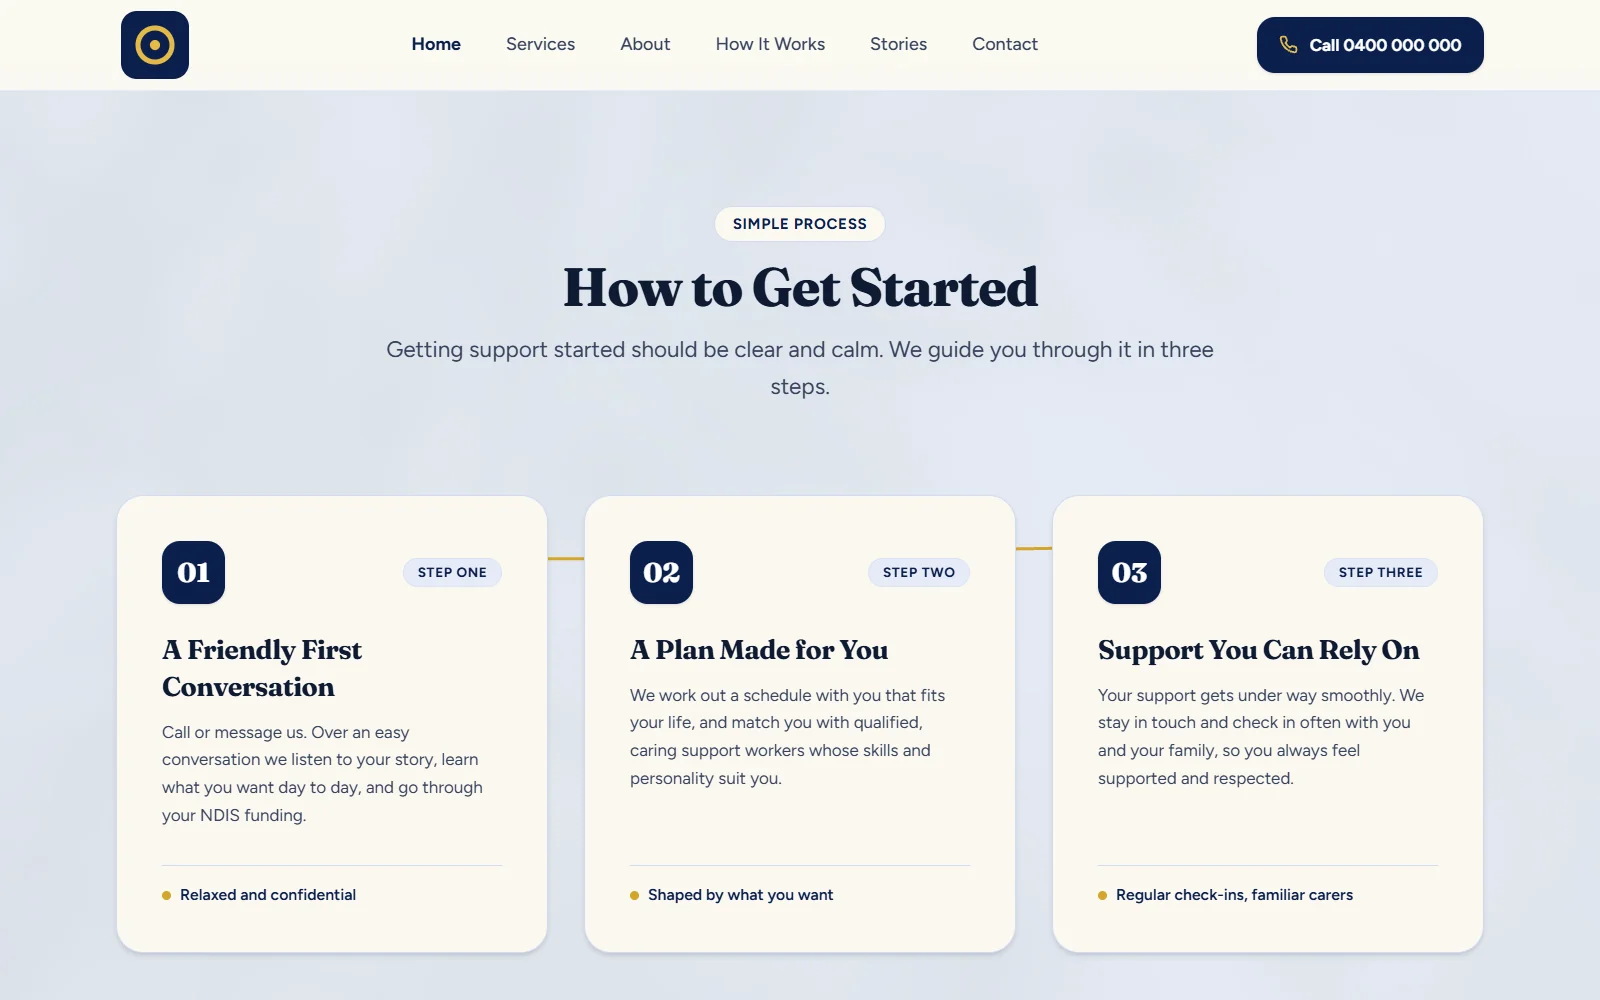 Home
Services
About
How It Works
Stories
Contact
Call 0400 000 000
SIMPLE PROCESS
How to Get Started
Getting support started should be clear and calm. We guide you through it in three
steps.
01
STEP ONE
A Friendly First
Conversation
Call or message us. Over an easy
conversation we listen to your story, learn
what you want day to day, and go through
your NDIS funding.
Relaxed and confidential
02
STEP TWO
A Plan Made for You
We work out a schedule with you that fits
your life, and match you with qualified,
caring support workers whose skills and
personality suit you.
Shaped by what you want
03
STEP THREE
Support You Can Rely On
Your support gets under way smoothly. We
stay in touch and check in often with you
and your family, so you always feel
supported and respected.
Regular check-ins, familiar carers